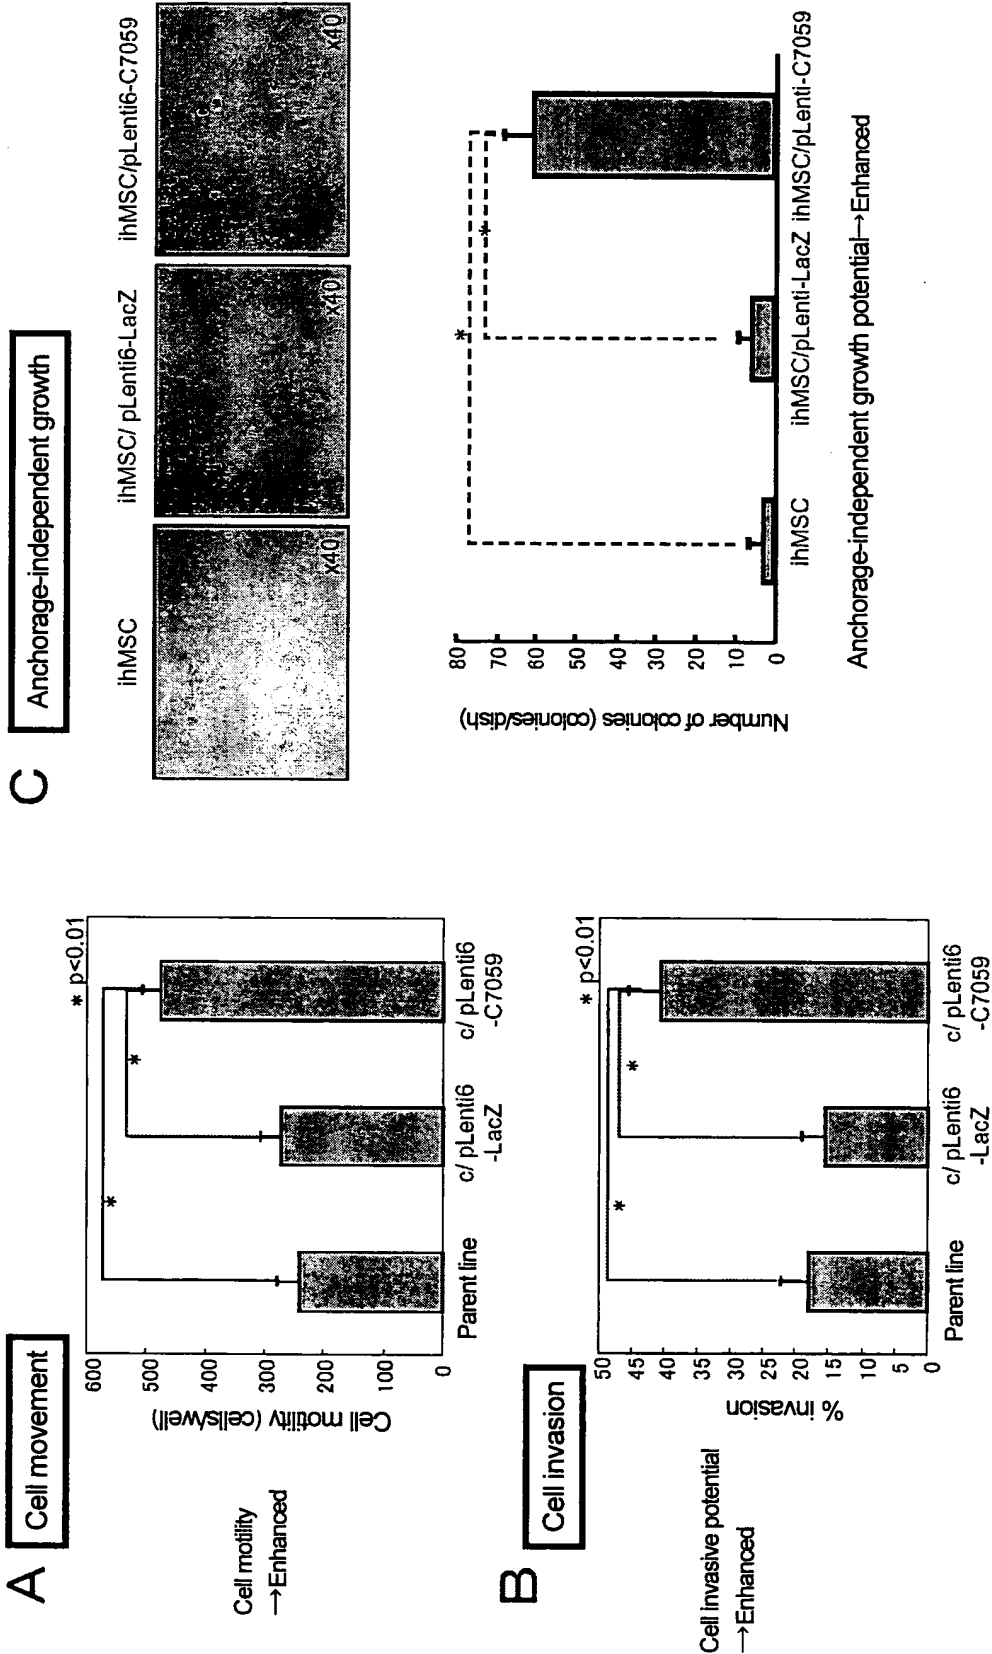 A
Cell movement
Cell motility
→Enhanced
Cell motility (cells/well)
600
500
400
300
200
100
0
* p<0.01
*
*
Parent line
c/ pLenti6
-LacZ
c/ pLenti6
-C7059
B
Cell invasion
Cell invasive potential
→Enhanced
% invasion
50
45
40
35
30
25
20
15
10
5
0
* p<0.01
*
*
Parent line
c/ pLenti6
-LacZ
c/ pLenti6
-C7059
C
Anchorage-independent growth
ihMSC
ihMSC/ pLenti6-LacZ
ihMSC/pLenti6-C7059
x40
x40
x40
Number of colonies (colonies/dish)
80
70
60
50
40
30
20
10
0
*
*
ihMSC
ihMSC/pLenti-LacZ
ihMSC/pLenti-C7059
Anchorage-independent growth potential→Enhanced